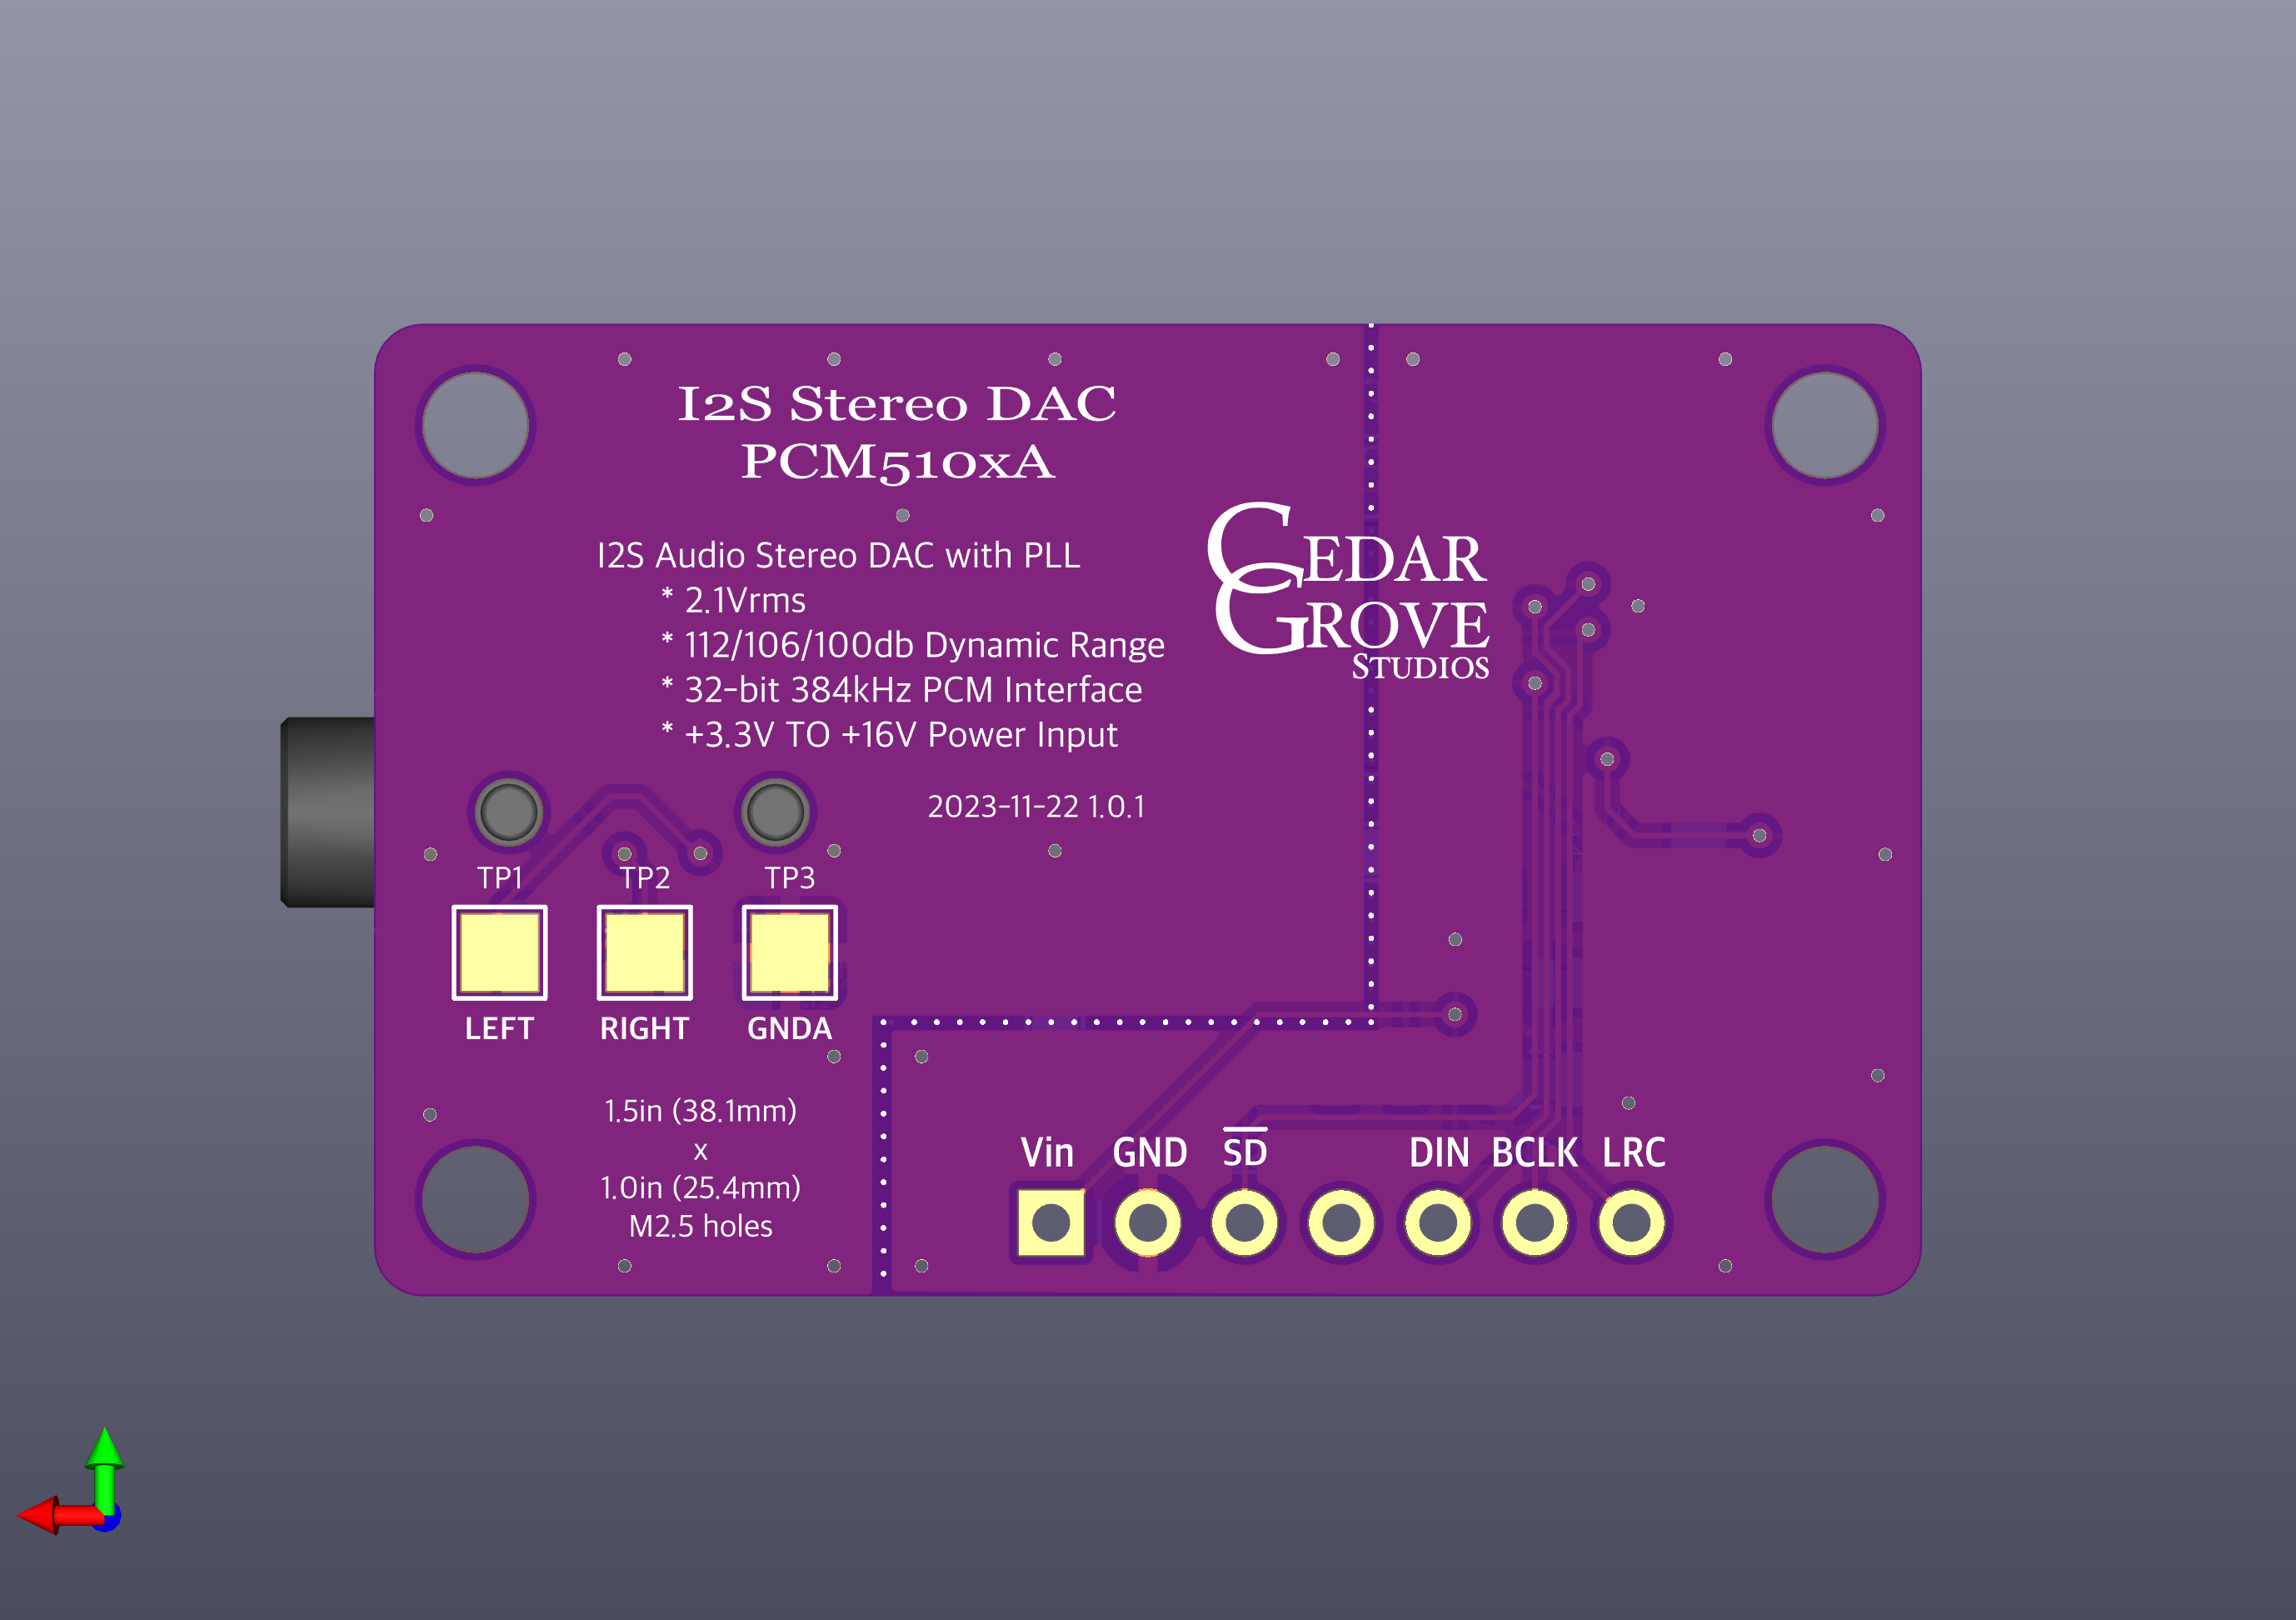 I2S Stereo DAC
PCM510xA
I2S Audio Stereo DAC with PLL
* 2.1Vrms
* 112/106/100db Dynamic Range
* 32-bit 384kHz PCM Interface
* +3.3V TO +16V Power Input
CEDAR
GROVE
STUDIOS
2023-11-22 1.0.1
TP1 TP2 TP3
LEFT RIGHT GNDA
1.5in (38.1mm)
x
1.0in (25.4mm)
M2.5 holes
Vin GND SD DIN BCLK LRC